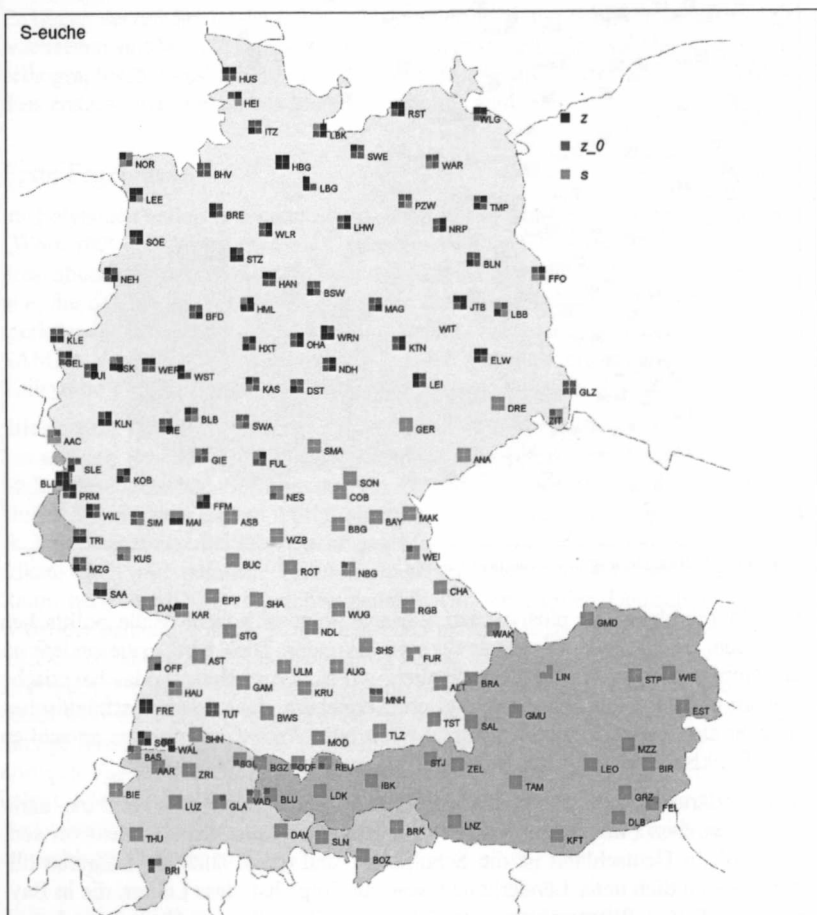 S-euche
HUS
HEI
ITZ
LBK
RST
WLG
z
z_0
s
NOR
BHV
HBG
SWE
WAR
LEE
LBG
BRE
WLR
LHW
PZW
NRP
TMP
SOE
STZ
NEH
HAN
BSW
BLN
FFO
BFD
HML
MAG
JTB
LBB
KLE
HXT
OHA
WRN
WIT
KTN
GEL
WST
NDH
ELW
KAS
DST
LEI
GLZ
KLN
BLB
SWA
DRE
ZIT
AAC
GER
SLE
GIE
FUL
SMA
ANA
BLL
PRM
KOB
NES
SON
COB
WIL
SIM
MAI
FFM
ASB
BBG
BAY
MAK
TRI
WZB
MZG
KUS
BUC
ROT
NBG
WEI
SAA
DAN
KAR
EPP
SHA
WUG
RGB
CHA
STG
NDL
WAK
GMD
OFF
AST
ULM
AUG
SHS
FUR
HAU
GAM
KRU
MNH
ALT
BRA
LIN
STP
WIE
FRE
TUT
BWS
TST
SAL
GMU
EST
WAL
SHN
MOD
TLZ
MZZ
BAS
AAR
ZRI
BGZ
REU
STJ
ZEL
LEO
BIR
BIE
LUZ
GLA
VAD
BLU
LDK
IBK
TAM
GRZ
FEL
THU
DAV
SLN
BRK
LNZ
DLB
KFT
BRI
BOZ